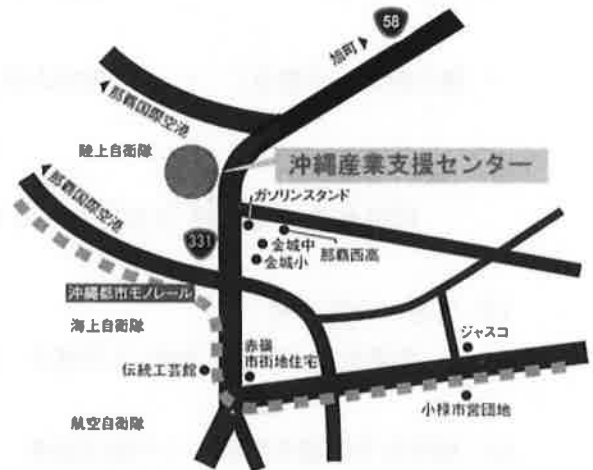 58
旭町
那覇国際空港
陸上自衛隊
沖縄産業支援センター
ガソリンスタンド
那覇国際空港
331
金城中
那覇西高
金城小
沖縄都市モノレール
海上自衛隊
赤嶺
市街地住宅
ジャスコ
伝統工芸館
小禄市営団地
航空自衛隊